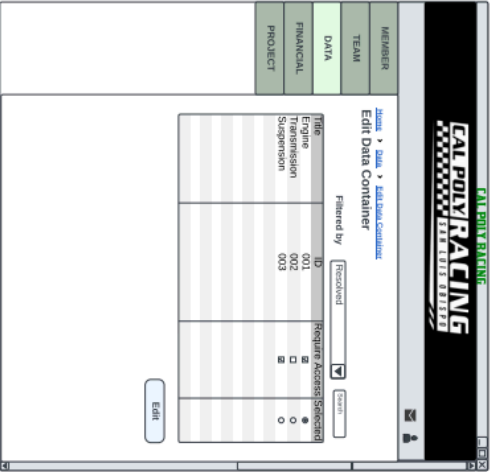 CAL POLY RACING
CAL POLY RACING
SAN LUIS OBISPO
MEMBER
TEAM
DATA
FINANCIAL
PROJECT
Home > Data > Edit Data Container
Edit Data Container
Filtered by Resolved Search
Title ID Require Access Selected
Engine 001
Transmission 002
Suspension 003
Edit